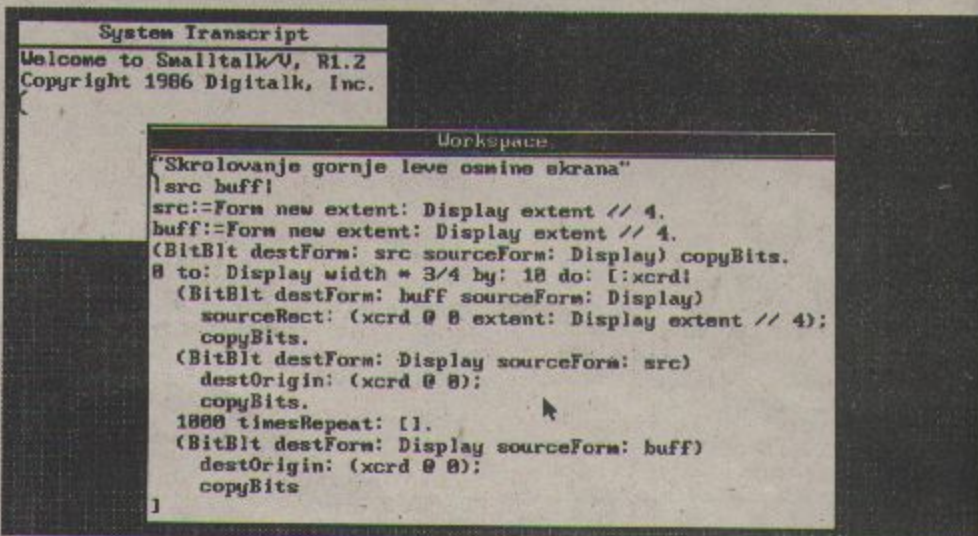 System Transcript
Welcome to Smalltalk/V, R1.2
Copyright 1986 Digitalk, Inc.
Workspace
"Skrolovanje gornje leve osmine ekrana"
|src buff|
src:=Form new extent: Display extent // 4.
buff:=Form new extent: Display extent // 4.
(BitBlt destForm: src sourceForm: Display) copyBits.
0 to: Display width * 3/4 by: 10 do: [:xcrd|
(BitBlt destForm: buff sourceForm: Display)
sourceRect: (xcrd @ 0 extent: Display extent // 4);
copyBits.
(BitBlt destForm: Display sourceForm: src)
destOrigin: (xcrd @ 0);
copyBits.
1000 timesRepeat: [].
(BitBlt destForm: Display sourceForm: buff)
destOrigin: (xcrd @ 0);
copyBits
]